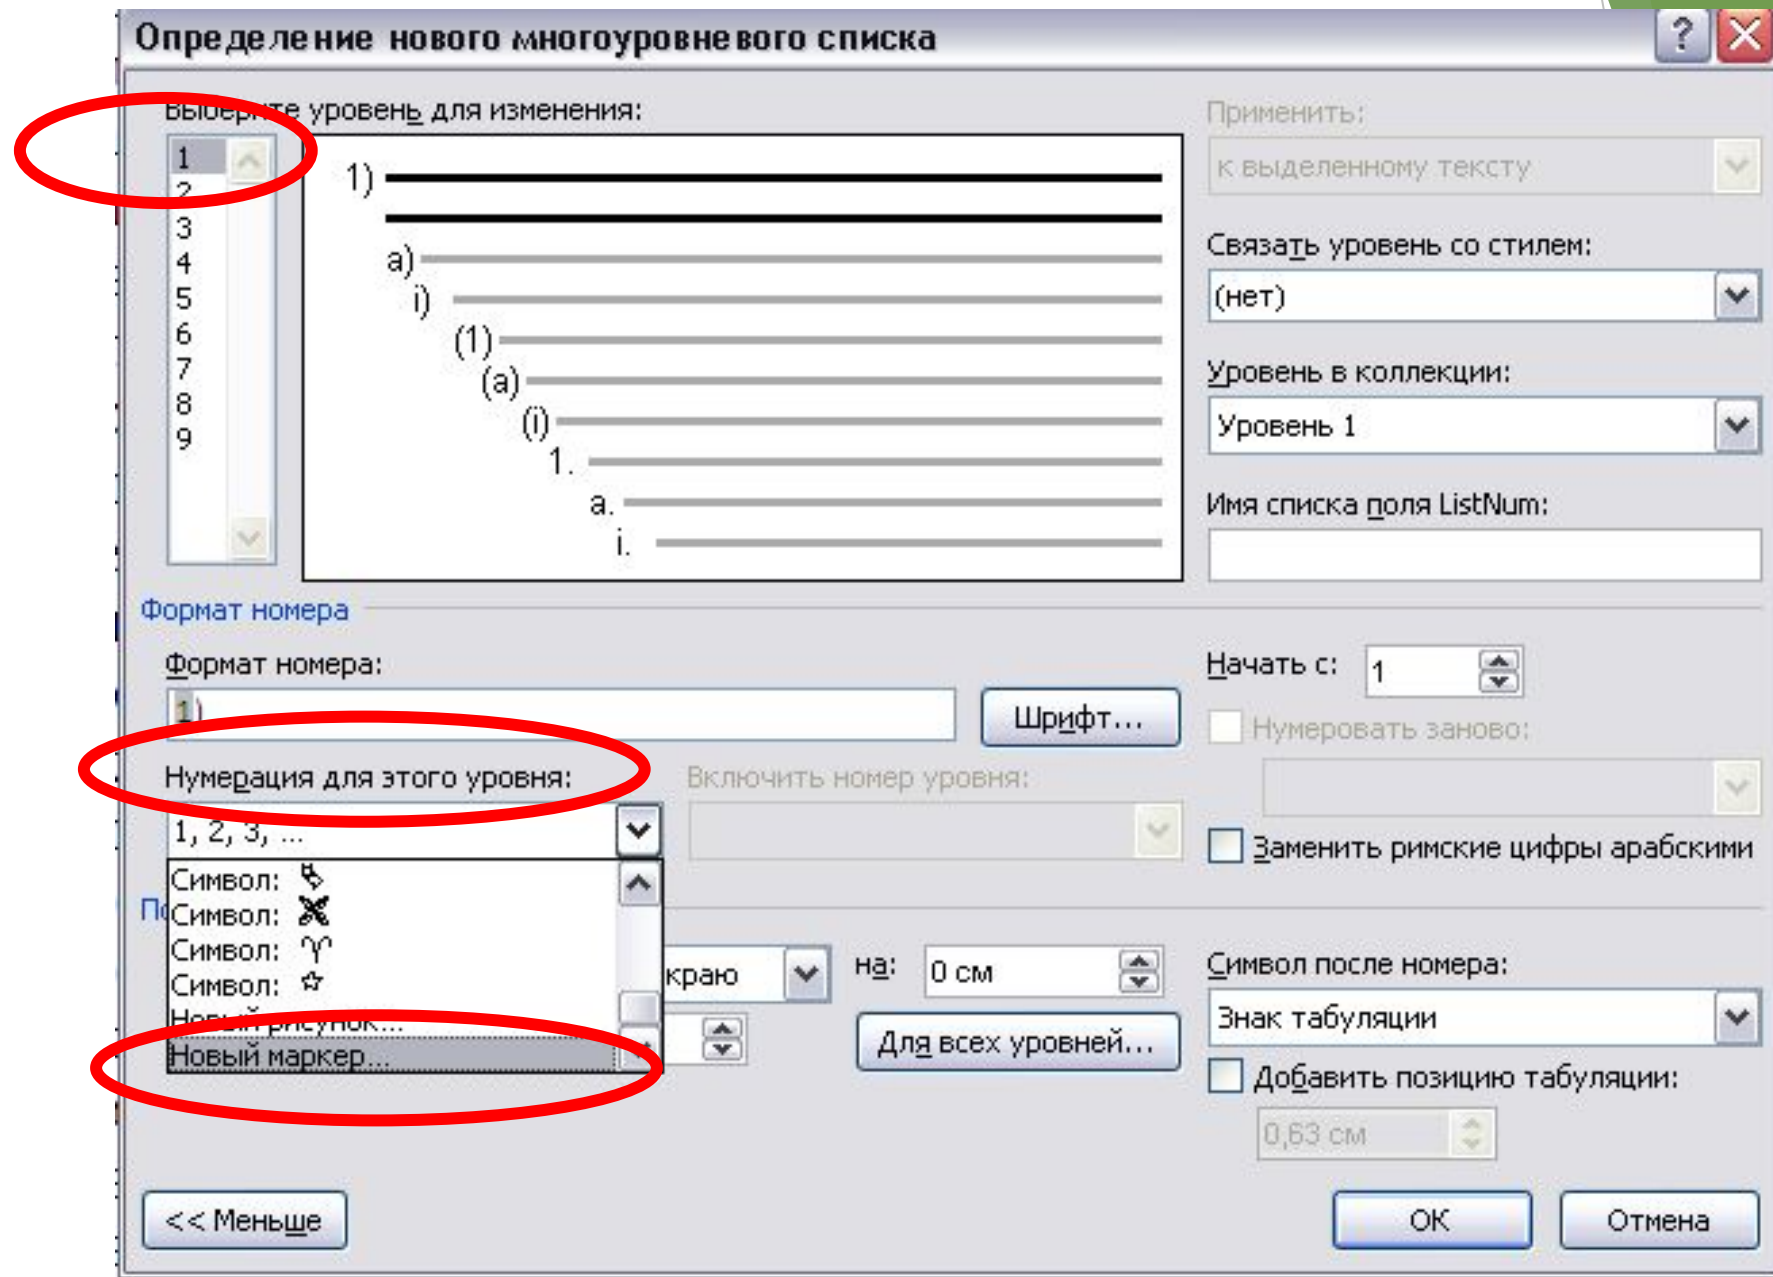 Определение нового многоуровневого списка
Выберите уровень для изменения:
1
2
3
4
5
6
7
8
9
1)
a)
i)
(1)
(a)
(i)
1.
a.
i.
Применить:
к выделенному тексту
Связать уровень со стилем:
(нет)
Уровень в коллекции:
Уровень 1
Имя списка поля ListNum:
Формат номера
Формат номера:
1)
Шрифт...
Начать с: 1
Нумеровать заново:
Нумерация для этого уровня:
1, 2, 3, ...
Включить номер уровня:
Заменить римские цифры арабскими
Символ:
Символ:
Символ:
Символ:
Новый рисунок...
Новый маркер...
краю
на: 0 см
Для всех уровней...
Символ после номера:
Знак табуляции
Добавить позицию табуляции:
0,63 см
<< Меньше
ОК
Отмена